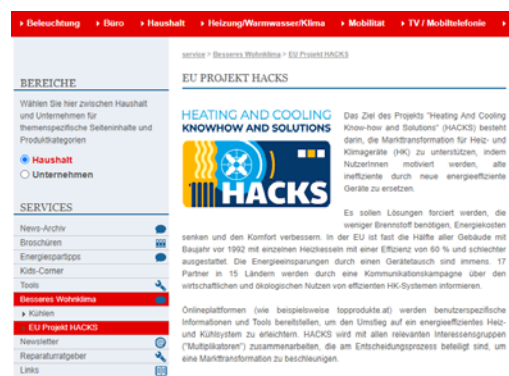 Beleuchtung Büro Haushalt Heizung/Warmwasser/Klima Mobilität TV / Mobiltelefonie
service > Besseres Wohnklima > EU Projekt HACKS
BEREICHE
Wählen Sie hier zwischen Haushalt
und Unternehmen für
themenspezifische Seiteninhalte und
Produktkategorien
Haushalt
Unternehmen
SERVICES
News-Archiv
Broschüren
Energiespartipps
Kids-Corner
Tools
Besseres Wohnklima
Kühlen
EU Projekt HACKS
Newsletter
Reparaturratgeber
Links
EU PROJEKT HACKS
HEATING AND COOLING
KNOWHOW AND SOLUTIONS
HACKS
Das Ziel des Projekts "Heating And Cooling
Know-how and Solutions" (HACKS) besteht
darin, die Markttransformation für Heiz- und
Klimageräte (HK) zu unterstützen, indem
NutzerInnen motiviert werden, alte
ineffiziente durch neue energieeffiziente
Geräte zu ersetzen.
Es sollen Lösungen forciert werden, die
weniger Brennstoff benötigen, Energiekosten
senken und den Komfort verbessern. In der EU ist fast die Hälfte aller Gebäude mit
Baujahr vor 1992 mit einzelnen Heizkesseln mit einer Effizienz von 60 % und schlechter
ausgestattet. Die Energieeinsparungen durch einen Gerätetausch sind immens. 17
Partner in 15 Ländern werden durch eine Kommunikationskampagne über den
wirtschaftlichen und ökologischen Nutzen von effizienten HK-Systemen informieren.
Onlineplattformen (wie beispielsweise topprodukte.at) werden benutzerspezifische
Informationen und Tools bereitstellen, um den Umstieg auf ein energieeffizientes Heiz-
und Kühlsystem zu erleichtern. HACKS wird mit allen relevanten Interessensgruppen
("Multiplikatoren") zusammenarbeiten, die am Entscheidungsprozess beteiligt sind, um
eine Markttransformation zu beschleunigen.